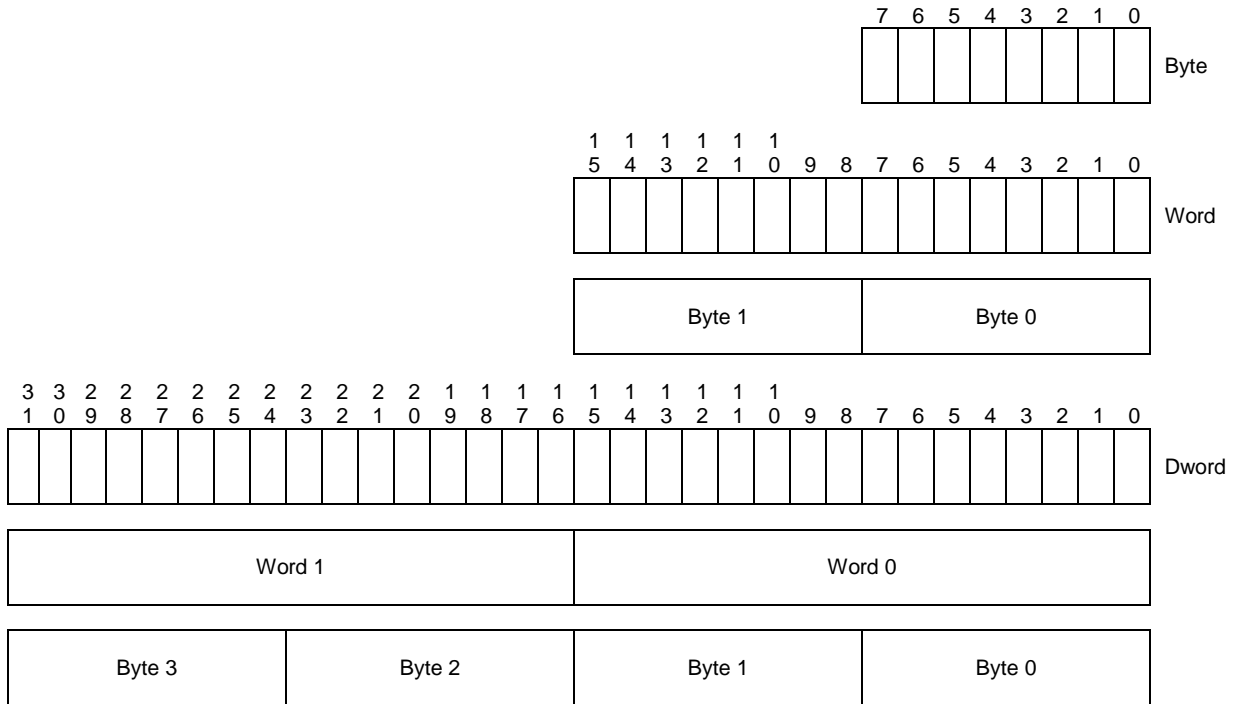 7 6 5 4 3 2 1 0
Byte
1 1 1 1 1 1
5 4 3 2 1 0 9 8 7 6 5 4 3 2 1 0
Word
Byte 1 Byte 0
3 3 2 2 2 2 2 2 2 2 2 2 1 1 1 1 1 1 1 1 1 1
1 0 9 8 7 6 5 4 3 2 1 0 9 8 7 6 5 4 3 2 1 0 9 8 7 6 5 4 3 2 1 0
Dword
Word 1 Word 0
Byte 3 Byte 2 Byte 1 Byte 0